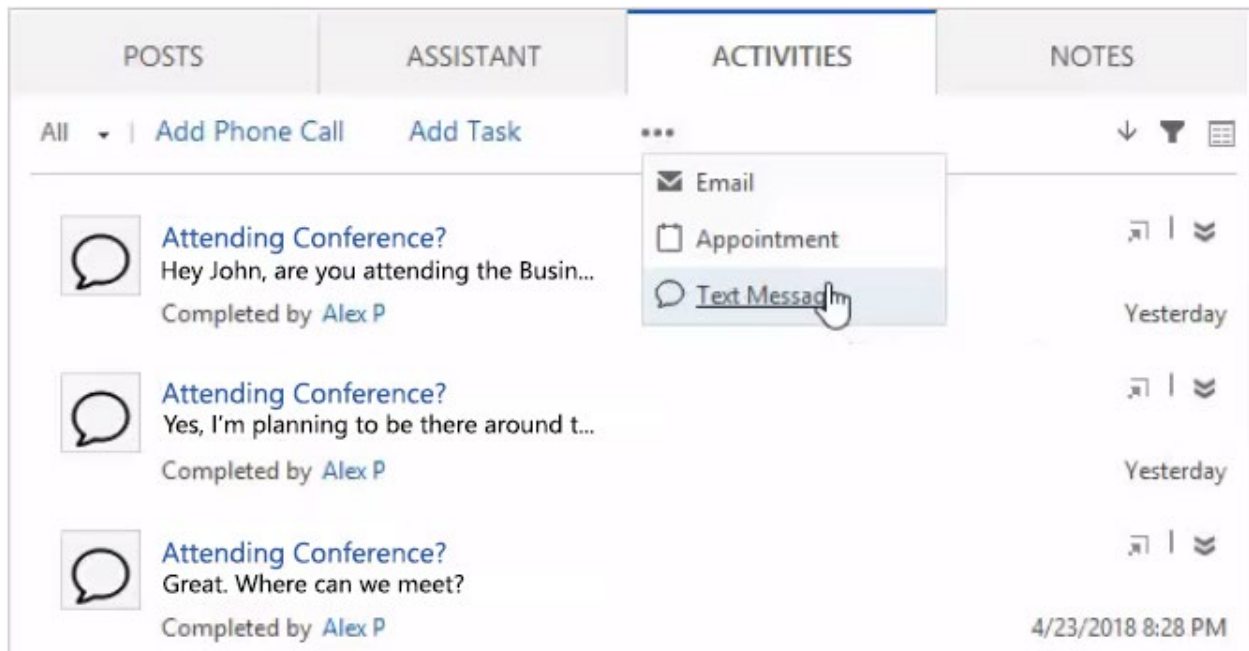 POSTS ASSISTANT ACTIVITIES NOTES
All | Add Phone Call Add Task •••
Email
Appointment
Text Message
Attending Conference?
Hey John, are you attending the Busin...
Completed by Alex P
Yesterday
Attending Conference?
Yes, I'm planning to be there around t...
Completed by Alex P
Yesterday
Attending Conference?
Great. Where can we meet?
Completed by Alex P
4/23/2018 8:28 PM